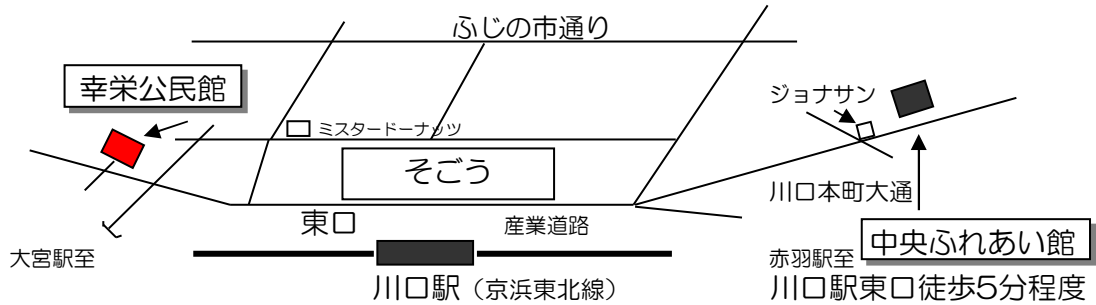 ふじの市通り
幸栄公民館
ジョナサン
ミスタードーナッツ
そごう
川口本町大通
東口
産業道路
中央ふれあい館
大宮駅至
赤羽駅至
川口駅（京浜東北線）
川口駅東口徒歩5分程度